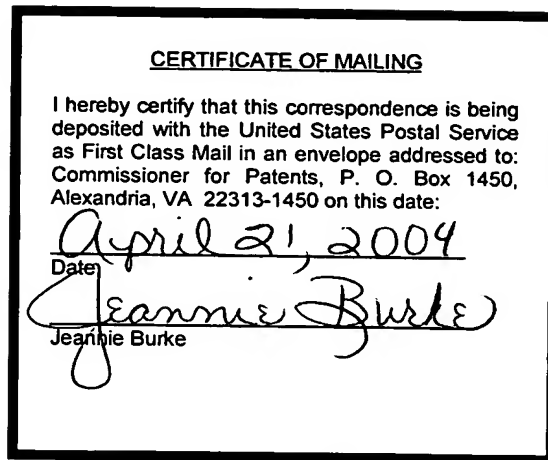 CERTIFICATE OF MAILING
I hereby certify that this correspondence is being
deposited with the United States Postal Service
as First Class Mail in an envelope addressed to:
Commissioner for Patents, P. O. Box 1450,
Alexandria, VA 22313-1450 on this date:
April 21, 2004
Date
Jeannie Burke
Jeannie Burke